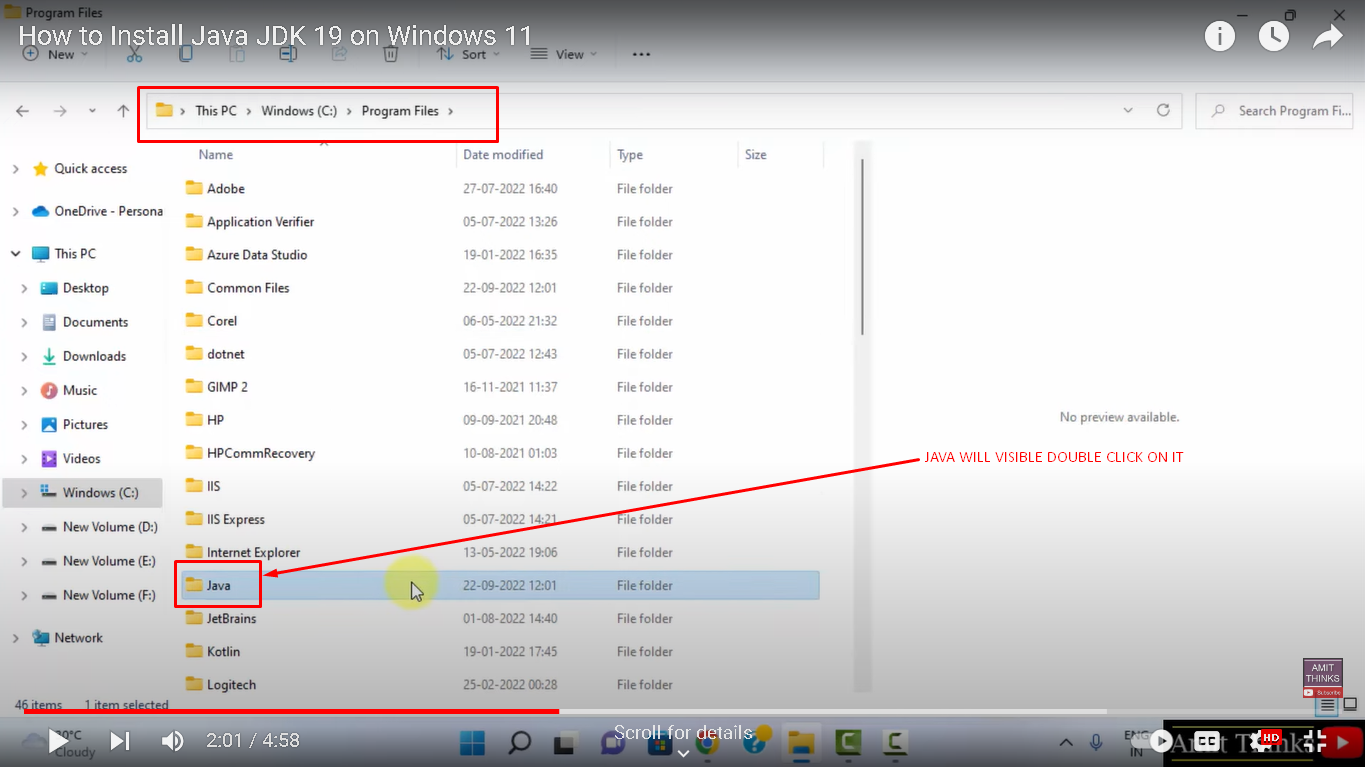 Program Files
How to Install Java JDK 19 on Windows 11
New
Sort
View
This PC > Windows (C:) > Program Files >
Search Program Fi...
Name Date modified Type Size
Quick access
OneDrive - Persona
This PC
Desktop
Documents
Downloads
Music
Pictures
Videos
Windows (C:)
New Volume (D:)
New Volume (E:)
New Volume (F:)
Network
Adobe 27-07-2022 16:40 File folder
Application Verifier 05-07-2022 13:26 File folder
Azure Data Studio 19-01-2022 16:35 File folder
Common Files 22-09-2022 12:01 File folder
Corel 06-05-2022 21:32 File folder
dotnet 05-07-2022 12:43 File folder
GIMP 2 16-11-2021 11:37 File folder
HP 09-09-2021 20:48 File folder
HPCommRecovery 10-08-2021 01:03 File folder
IIS 05-07-2022 14:22 File folder
IIS Express 05-07-2022 14:21 File folder
Internet Explorer 13-05-2022 19:06 File folder
Java 22-09-2022 12:01 File folder
JetBrains 01-08-2022 14:40 File folder
Kotlin 19-01-2022 17:45 File folder
Logitech 25-02-2022 00:28 File folder
No preview available.
JAVA WILL VISIBLE DOUBLE CLICK ON IT
AMIT
THINKS
Subscribe
46 items 1 item selected
2:01 / 4:58
Cloudy
Scroll for details
ENG
IN
Amit Thinks
CC
HD